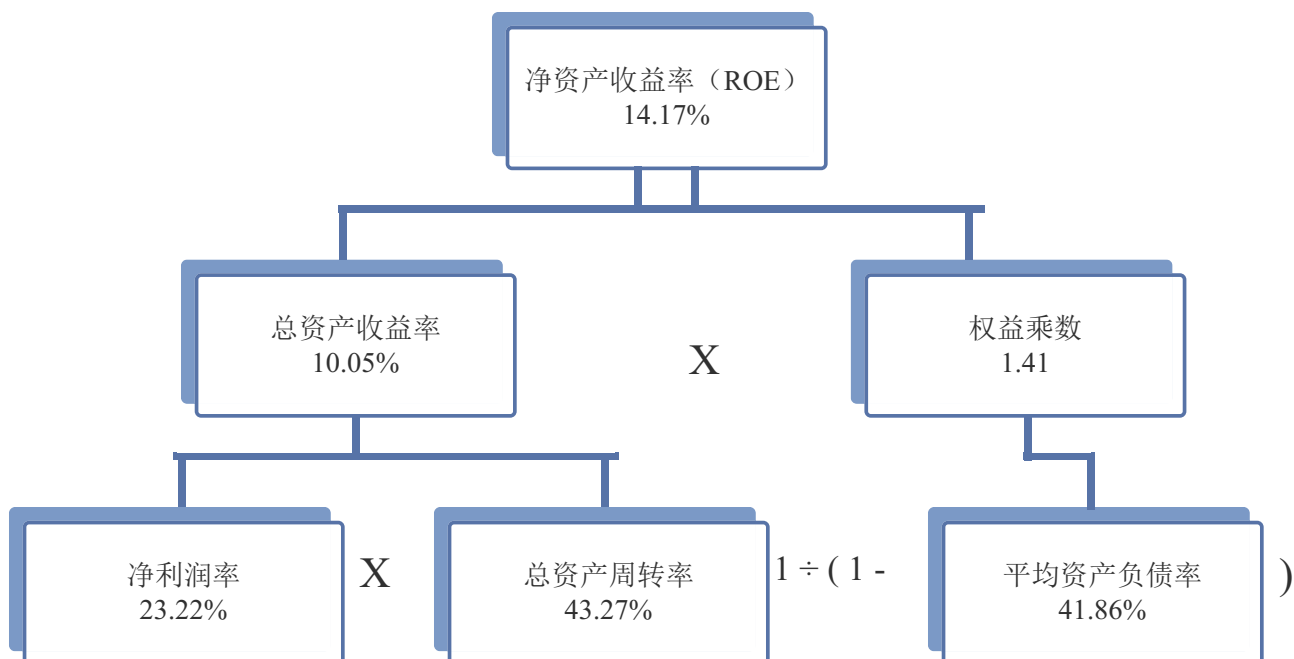 净资产收益率（ROE）
14.17%
总资产收益率
10.05%
X
权益乘数
1.41
净利润率
23.22%
X
总资产周转率
43.27%
1 ÷ ( 1 -
平均资产负债率
41.86%
)